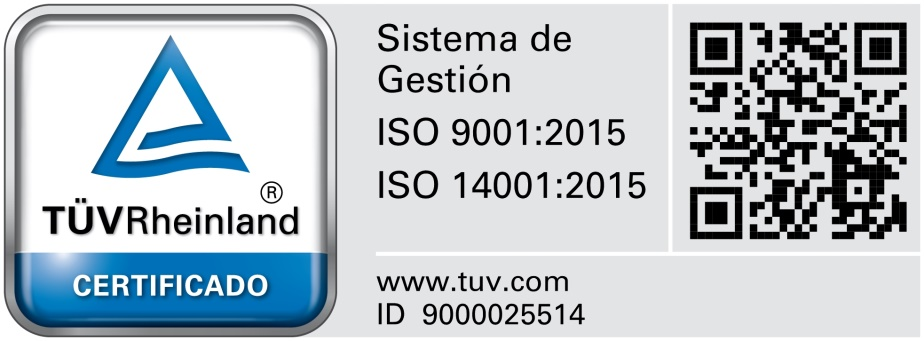 TÜVRheinland®
CERTIFICADO
Sistema de
Gestión
ISO 9001:2015
ISO 14001:2015
www.tuv.com
ID 9000025514